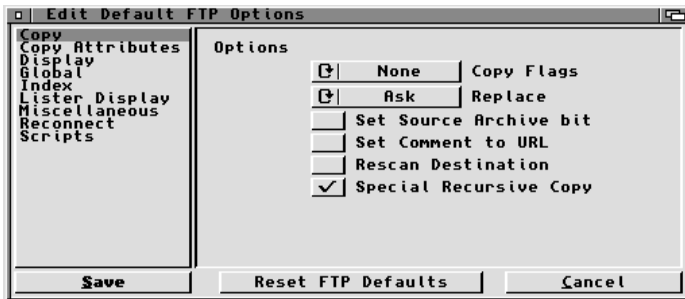 Edit Default FTP Options
Copy
Copy Attributes
Display
Global
Index
Lister Display
Miscellaneous
Reconnect
Scripts
Options
None Copy Flags
Ask Replace
Set Source Archive bit
Set Comment to URL
Rescan Destination
Special Recursive Copy
Save Reset FTP Defaults Cancel